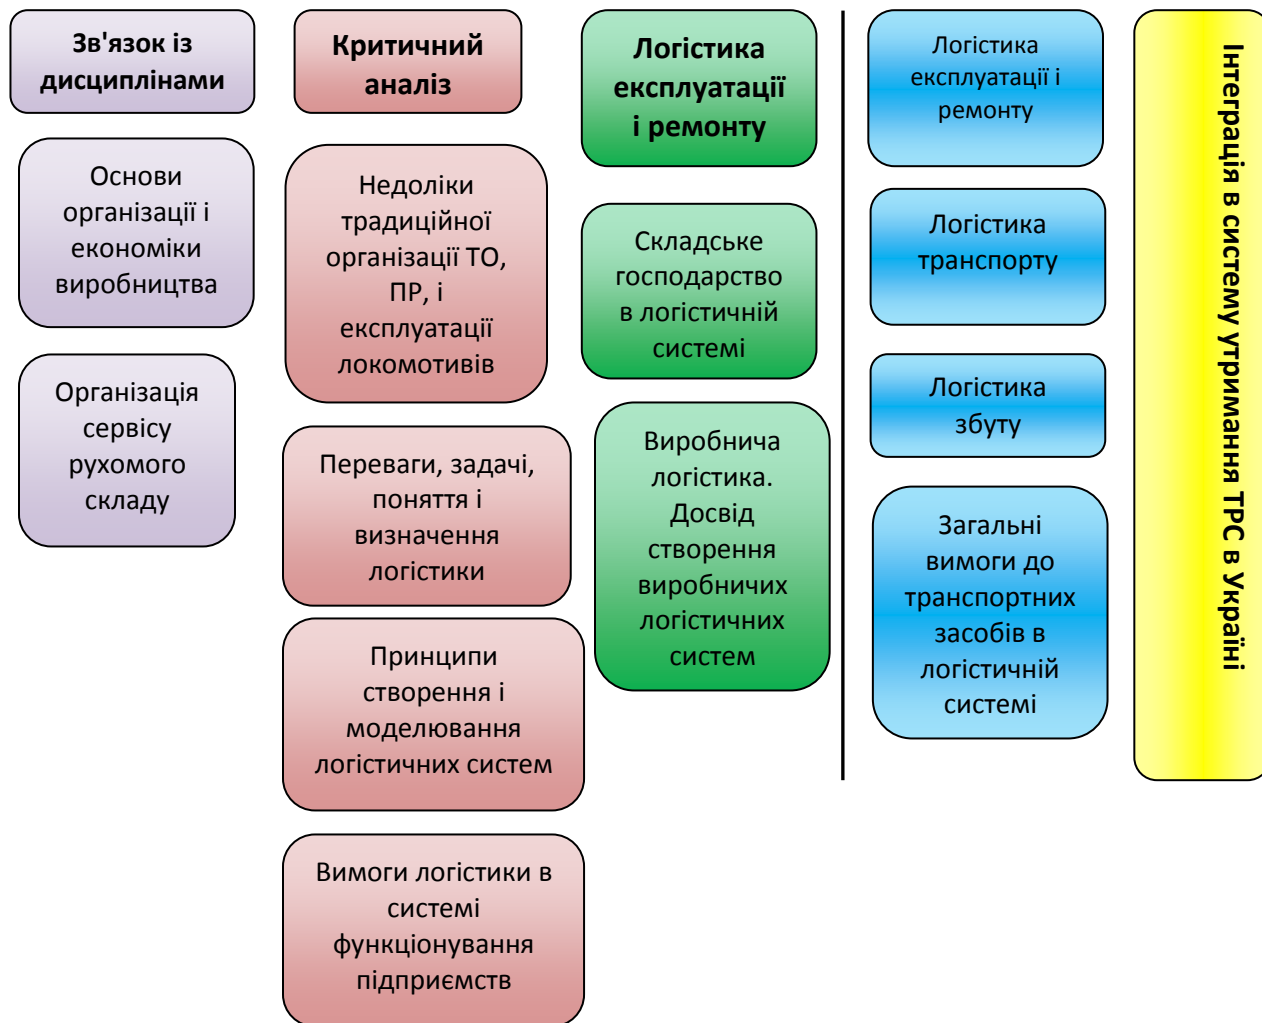 Зв'язок із
дисциплінами
Основи
організації і
економіки
виробництва
Організація
сервісу
рухомого
складу
Критичний
аналіз
Недоліки
традиційної
організації ТО,
ПР, і
експлуатації
локомотивів
Переваги, задачі,
поняття і
визначення
логістики
Принципи
створення і
моделювання
логістичних систем
Вимоги логістики в
системі
функціонування
підприємств
Логістика
експлуатації
і ремонту
Складське
господарство
в логістичній
системі
Виробнича
логістика.
Досвід
створення
виробничих
логістичних
систем
Логістика
експлуатації і
ремонту
Логістика
транспорту
Логістика
збуту
Загальні
вимоги до
транспортних
засобів в
логістичній
системі
Інтеграція в систему утримання ТРС в Україні